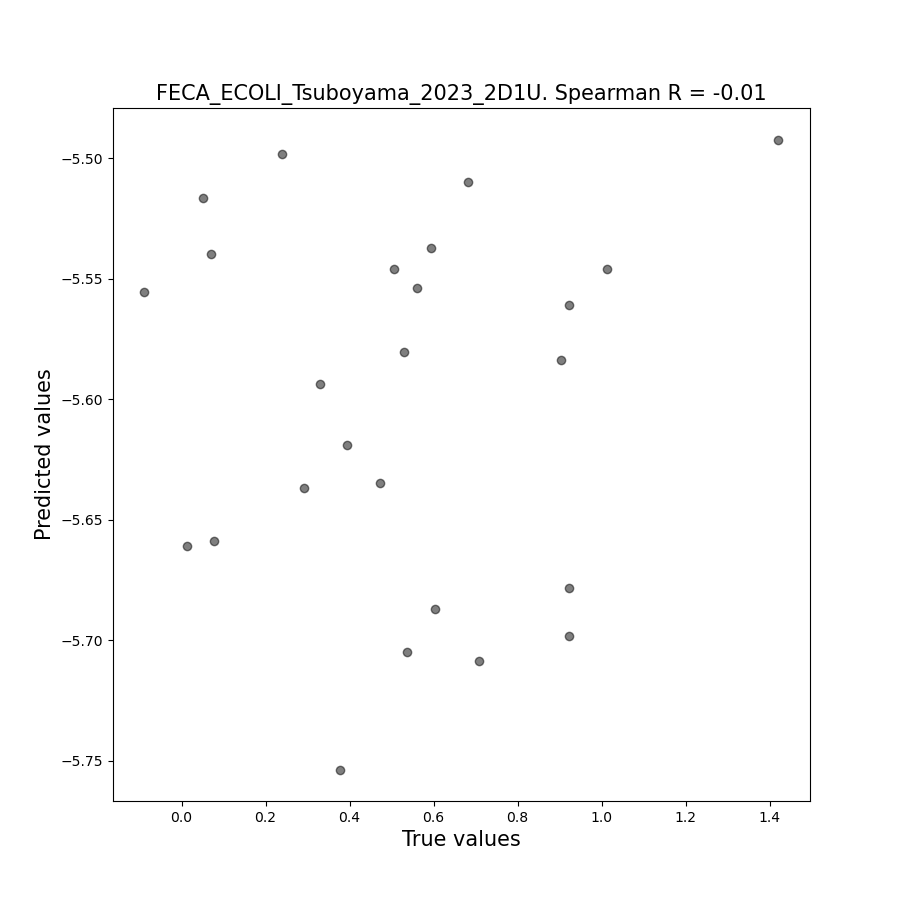 FECA_ECOLI_Tsuboyama_2023_2D1U. Spearman R = -0.01
−5.50
−5.55
−5.60
−5.65
−5.70
−5.75
Predicted values
0.0 0.2 0.4 0.6 0.8 1.0 1.2 1.4
True values